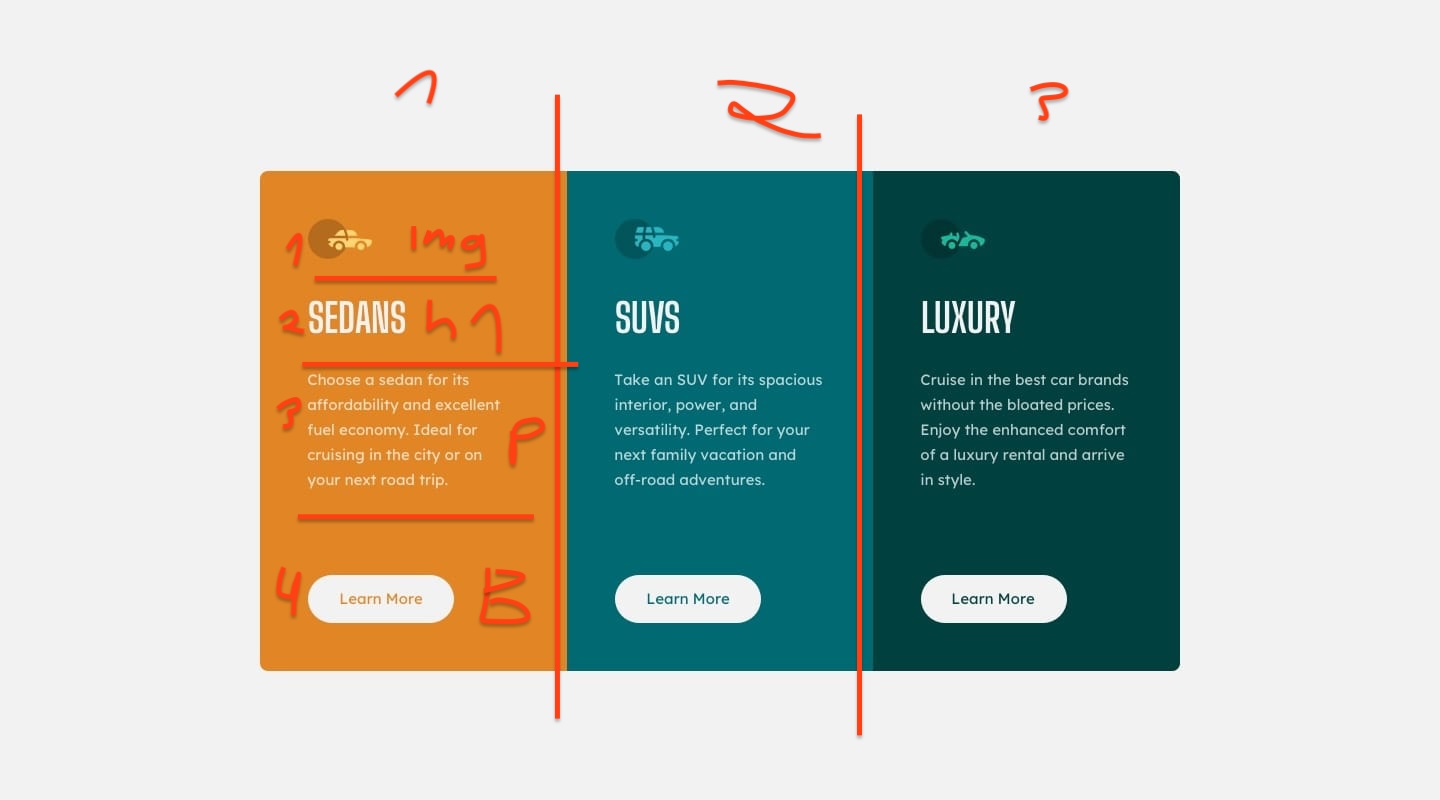 1 2 3
1 Img
2 SEDANS h1
SUVS
LUXURY
3 Choose a sedan for its
affordability and excellent
fuel economy. Ideal for
cruising in the city or on
your next road trip.
P
Take an SUV for its spacious
interior, power, and
versatility. Perfect for your
next family vacation and
off-road adventures.
Cruise in the best car brands
without the bloated prices.
Enjoy the enhanced comfort
of a luxury rental and arrive
in style.
4 Learn More B
Learn More
Learn More